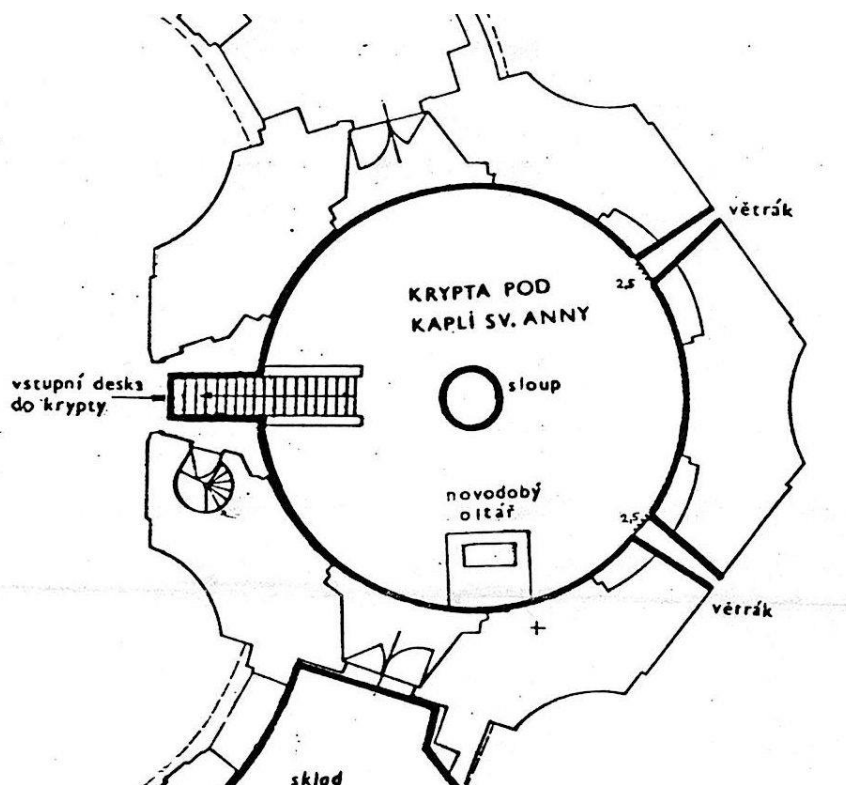 větrák
2,5
KRYPTA POD
KAPLÍ SV. ANNY
vstupní deska
do krypty
sloup
novodobý
oltář
2,5
větrák
sklad